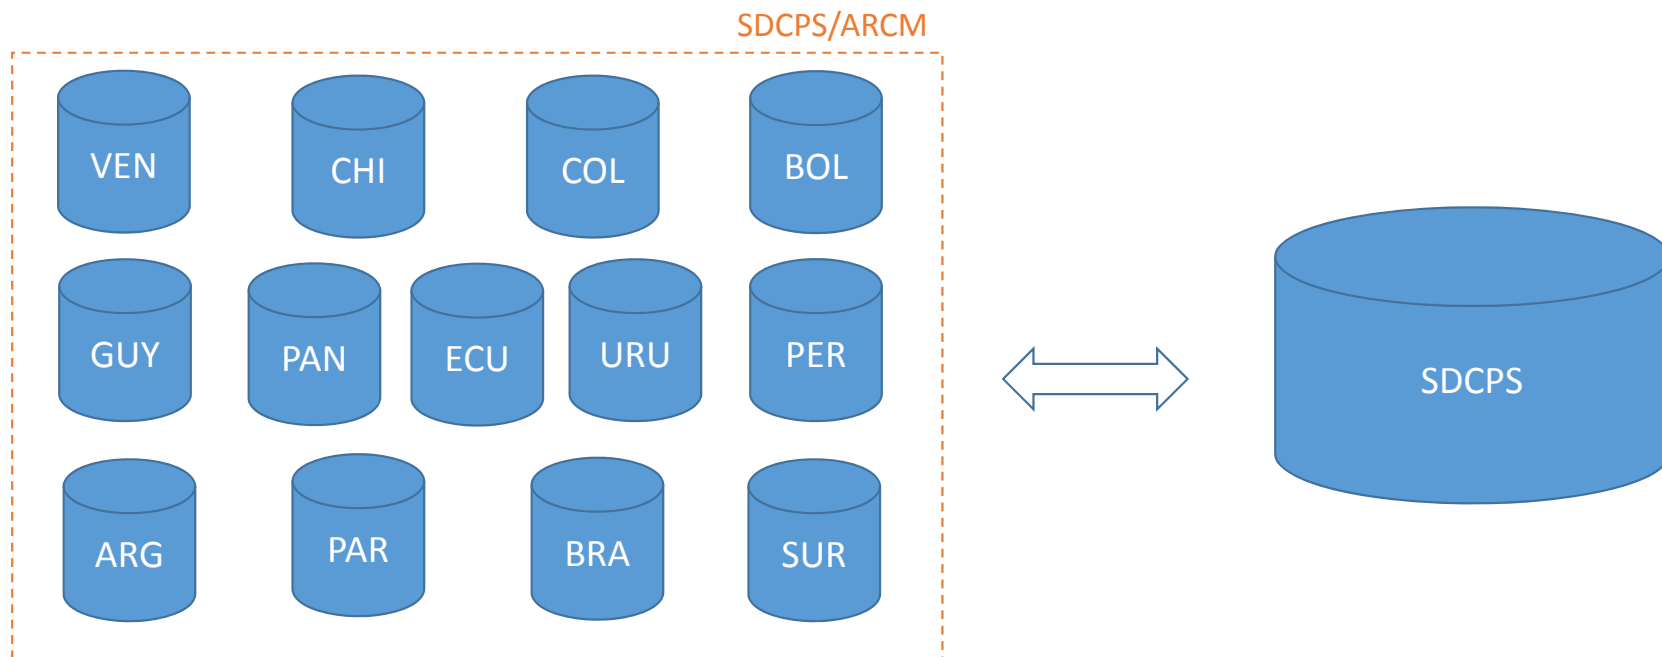 SDCPS/ARCM
VEN
CHI
COL
BOL
GUY
PAN
ECU
URU
PER
SDCPS
ARG
PAR
BRA
SUR